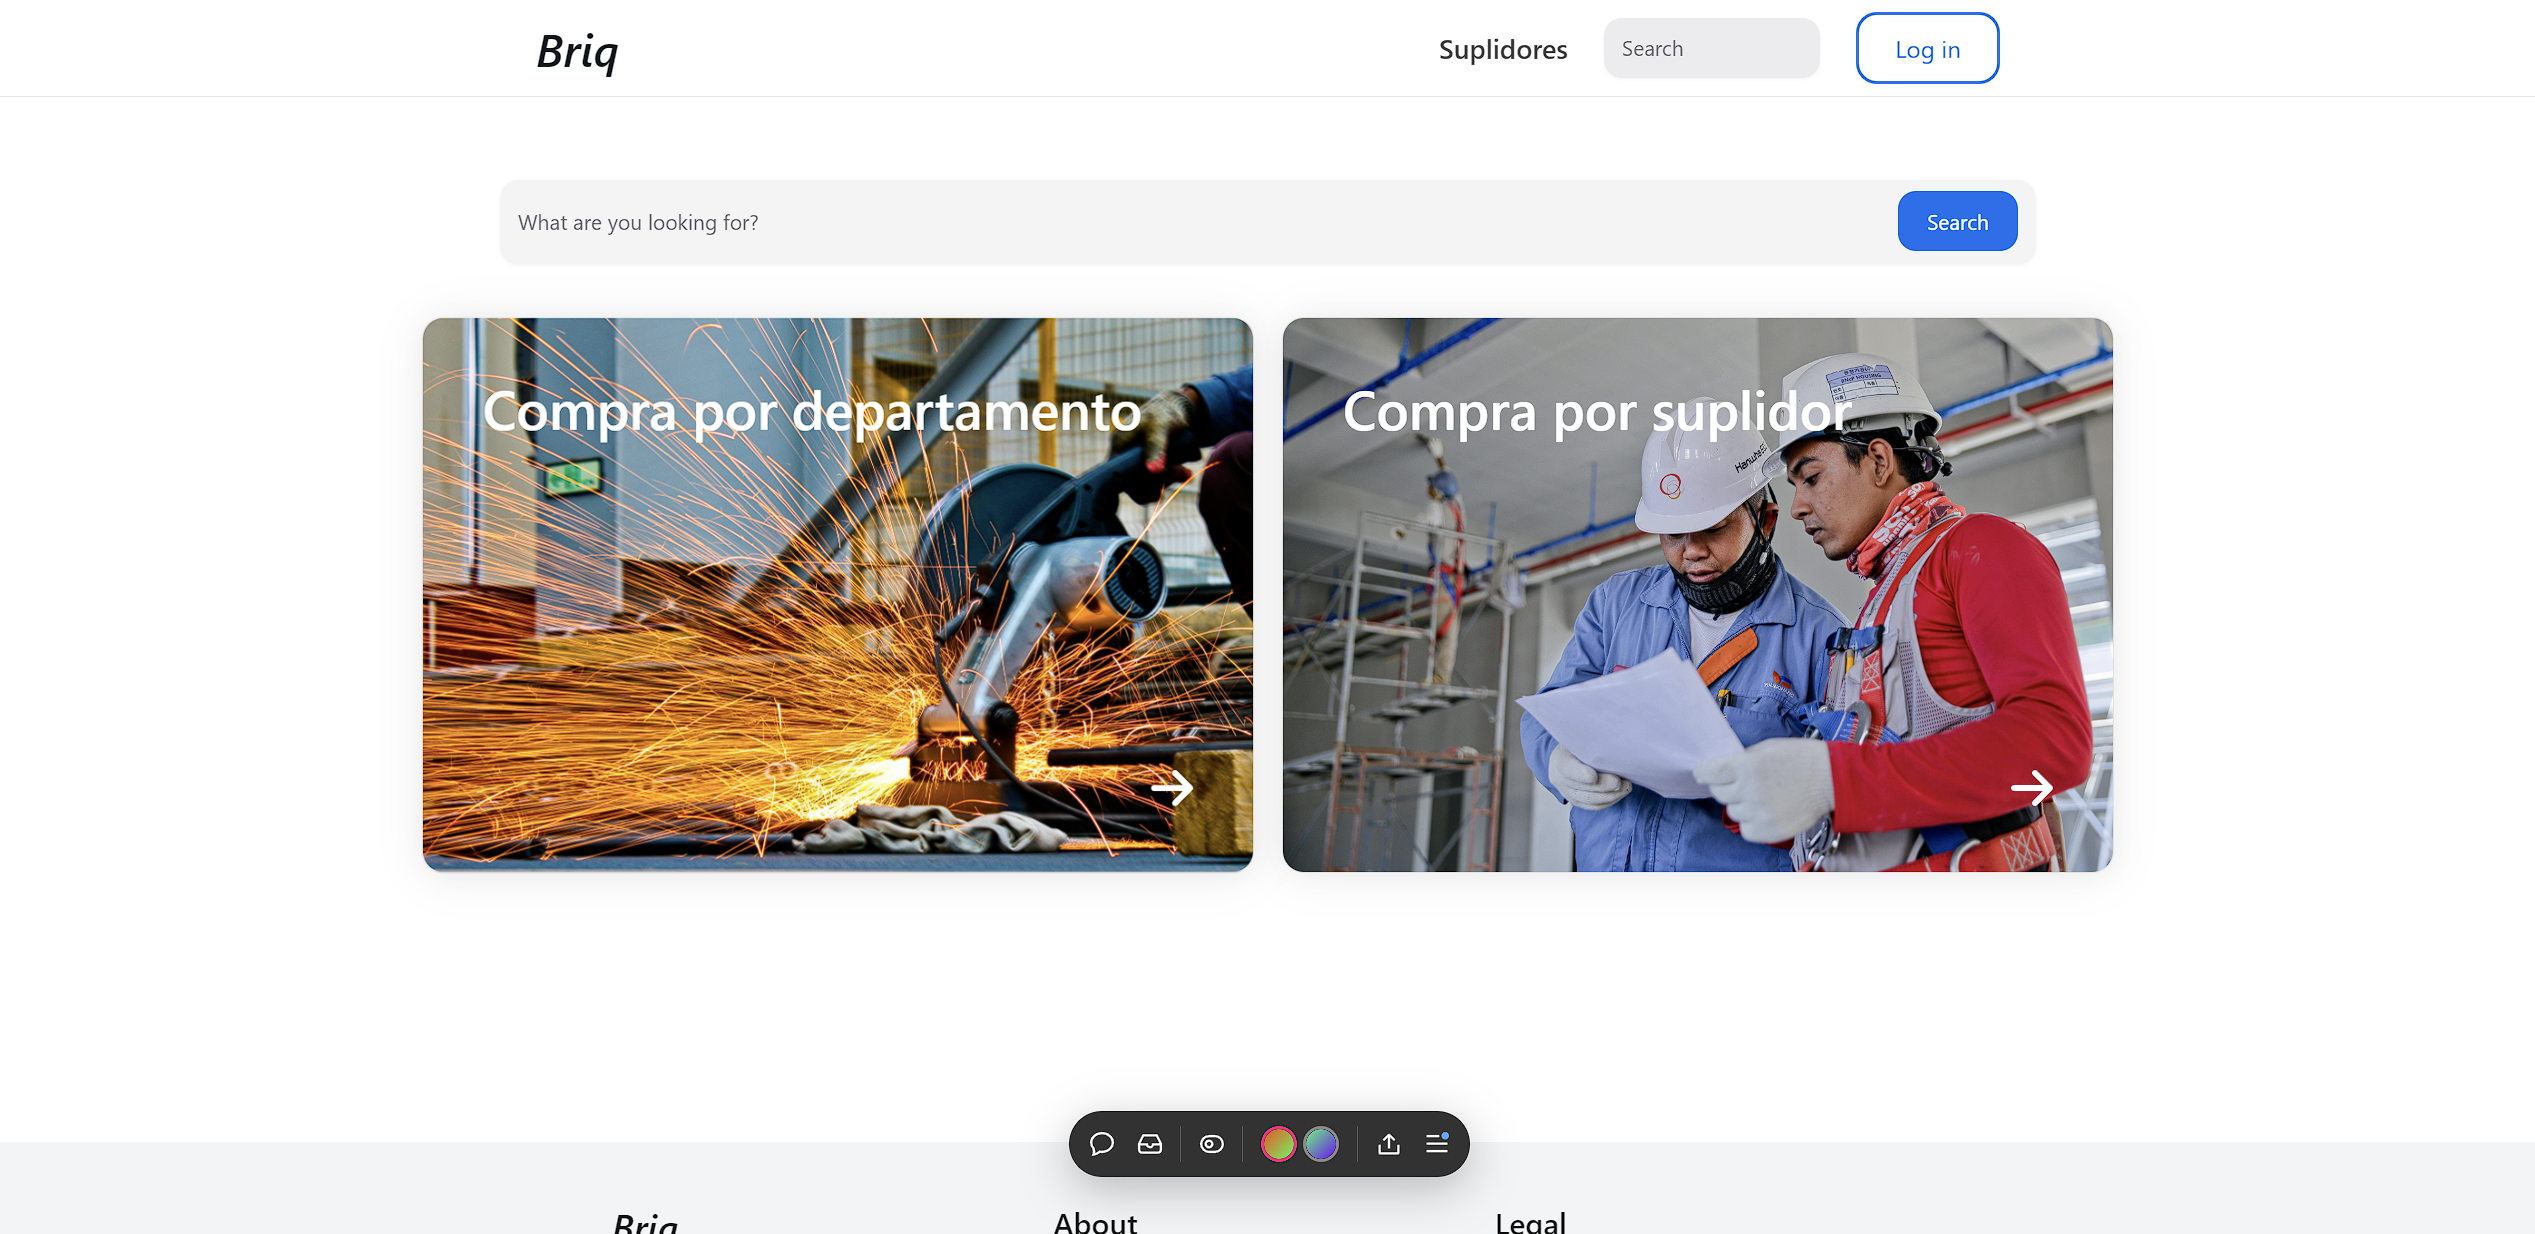 Briq
Suplidores
Search
Log in
What are you looking for?
Search
Compra por departamento
Compra por suplidor
Briq
About
Legal